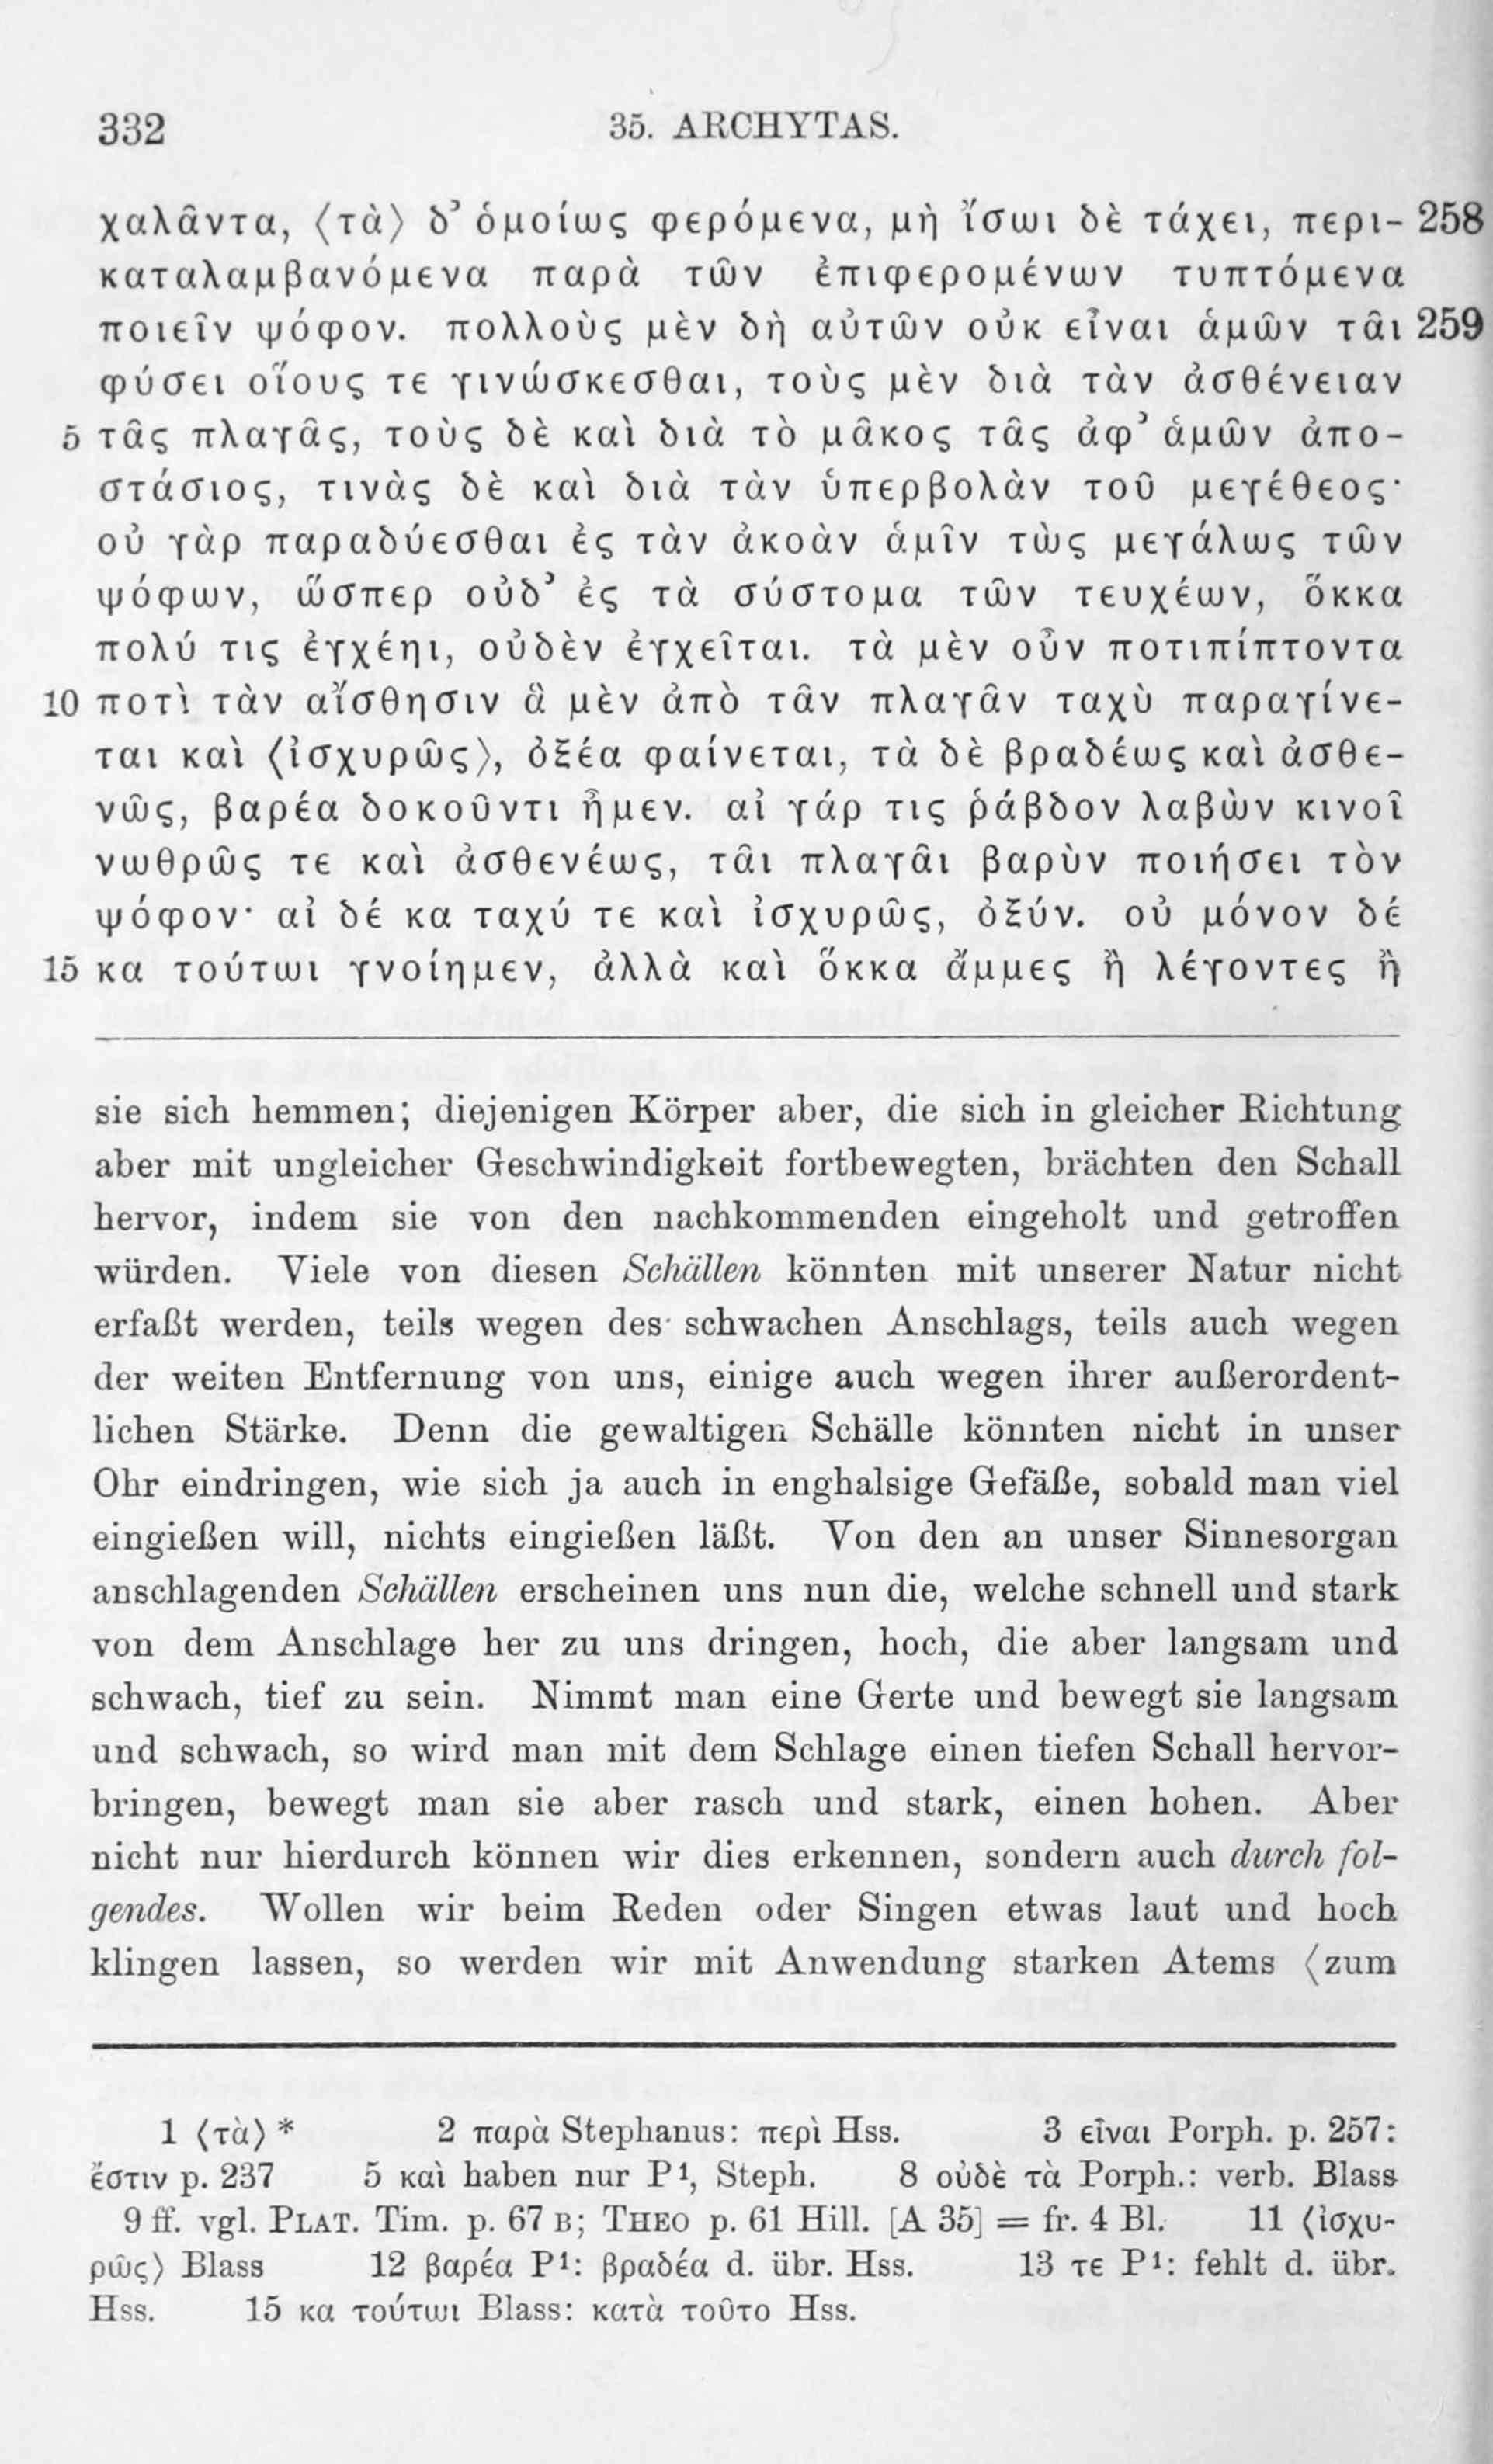 332 35. ARCHYTAS.
χαλᾶντα, ⟨τὰ⟩ δ’ ὁμοίως φερόμενα, μὴ ἴσωι δὲ τάχει, περι- 258
καταλαμβανόμενα παρὰ τῶν ἐπιφερομένων τυπτόμενα
ποιεῖν ψόφον. πολλοὺς μὲν δὴ αὐτῶν οὐκ εἶναι ἁμῶν τᾶι 259
φύσει οἵους τε γινώσκεσθαι, τοὺς μὲν διὰ τὰν ἀσθένειαν
5 τᾶς πλαγᾶς, τοὺς δὲ καὶ διὰ τὸ μᾶκος τᾶς ἀφ’ ἁμῶν ἀπο-
στάσιος, τινὰς δὲ καὶ διὰ τὰν ὑπερβολὰν τοῦ μεγέθεος·
οὐ γὰρ παραδύεσθαι ἐς τὰν ἀκοὰν ἁμῖν τὼς μεγάλως τῶν
ψόφων, ὥσπερ οὐδ’ ἐς τὰ σύστομα τῶν τευχέων, ὅκκα
πολύ τις ἐγχέηι, οὐδὲν ἐγχεῖται. τὰ μὲν οὖν ποτιπίπτοντα
10 ποτὶ τὰν αἴσθησιν ἃ μὲν ἀπὸ τᾶν πλαγᾶν ταχὺ παραγίνε-
ται καὶ ⟨ἰσχυρῶς⟩, ὀξέα φαίνεται, τὰ δὲ βραδέως καὶ ἀσθε-
νῶς, βαρέα δοκοῦντι ἦμεν. αἰ γάρ τις ῥάβδον λαβὼν κινοῖ
νωθρῶς τε καὶ ἀσθενέως, τᾶι πλαγᾶι βαρὺν ποιήσει τὸν
ψόφον· αἰ δέ κα ταχύ τε καὶ ἰσχυρῶς, ὀξύν. οὐ μόνον δέ
15 κα τούτωι γνοίημεν, ἀλλὰ καὶ ὅκκα ἄμμες ἢ λέγοντες ἢ
sie sich hemmen; diejenigen Körper aber, die sich in gleicher Richtung
aber mit ungleicher Geschwindigkeit fortbewegten, brächten den Schall
hervor, indem sie von den nachkommenden eingeholt und getroffen
würden. Viele von diesen Schällen könnten mit unserer Natur nicht
erfaßt werden, teils wegen des schwachen Anschlags, teils auch wegen
der weiten Entfernung von uns, einige auch wegen ihrer außerordent-
lichen Stärke. Denn die gewaltigen Schälle könnten nicht in unser
Ohr eindringen, wie sich ja auch in enghalsige Gefäße, sobald man viel
eingießen will, nichts eingießen läßt. Von den an unser Sinnesorgan
anschlagenden Schällen erscheinen uns nun die, welche schnell und stark
von dem Anschlage her zu uns dringen, hoch, die aber langsam und
schwach, tief zu sein. Nimmt man eine Gerte und bewegt sie langsam
und schwach, so wird man mit dem Schlage einen tiefen Schall hervor-
bringen, bewegt man sie aber rasch und stark, einen hohen. Aber
nicht nur hierdurch können wir dies erkennen, sondern auch durch fol-
gendes. Wollen wir beim Reden oder Singen etwas laut und hoch
klingen lassen, so werden wir mit Anwendung starken Atems ⟨zum
1 ⟨τὰ⟩ * 2 παρὰ Stephanus: περὶ Hss. 3 εἶναι Porph. p. 257:
ἔστιν p. 237 5 καὶ haben nur P¹, Steph. 8 οὐδὲ τὰ Porph.: verb. Blass
9 ff. vgl. PLAT. Tim. p. 67 B; THEO p. 61 Hill. [A 35] = fr. 4 Bl. 11 ⟨ἰσχυ-
ρῶς⟩ Blass 12 βαρέα P¹: βραδέα d. übr. Hss. 13 τε P¹: fehlt d. übr.
Hss. 15 κα τούτωι Blass: κατὰ τοῦτο Hss.